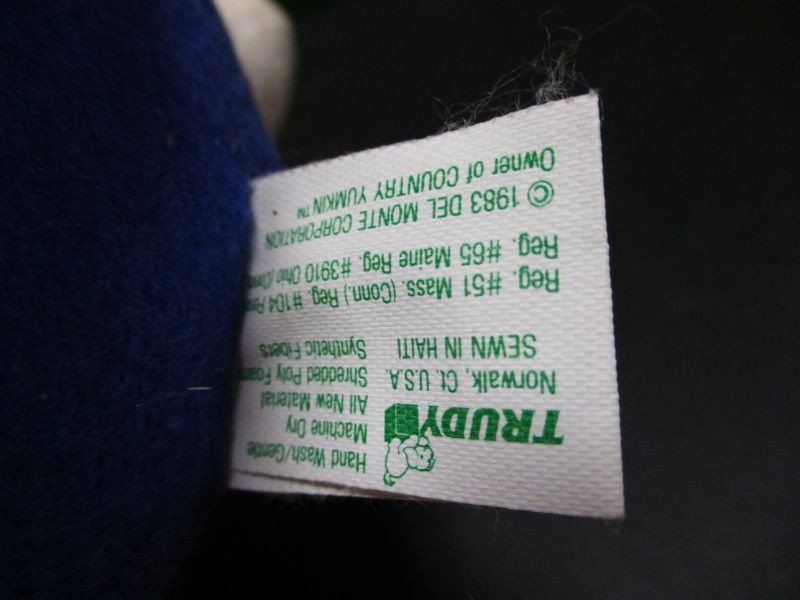 TRUDY
Norwalk, Ct. U.S.A.
SEWN IN HAITI
Hand Wash/Gentle
Machine Dry
All New Material
Shredded Poly Foam
Synthetic Fibers
Reg. #51 Mass. (Conn.) Reg. #104
Reg. #65 Maine Reg. #3910 Ohio
© 1983 DEL MONTE CORPORATION
Owner of COUNTRY YUMKIN™